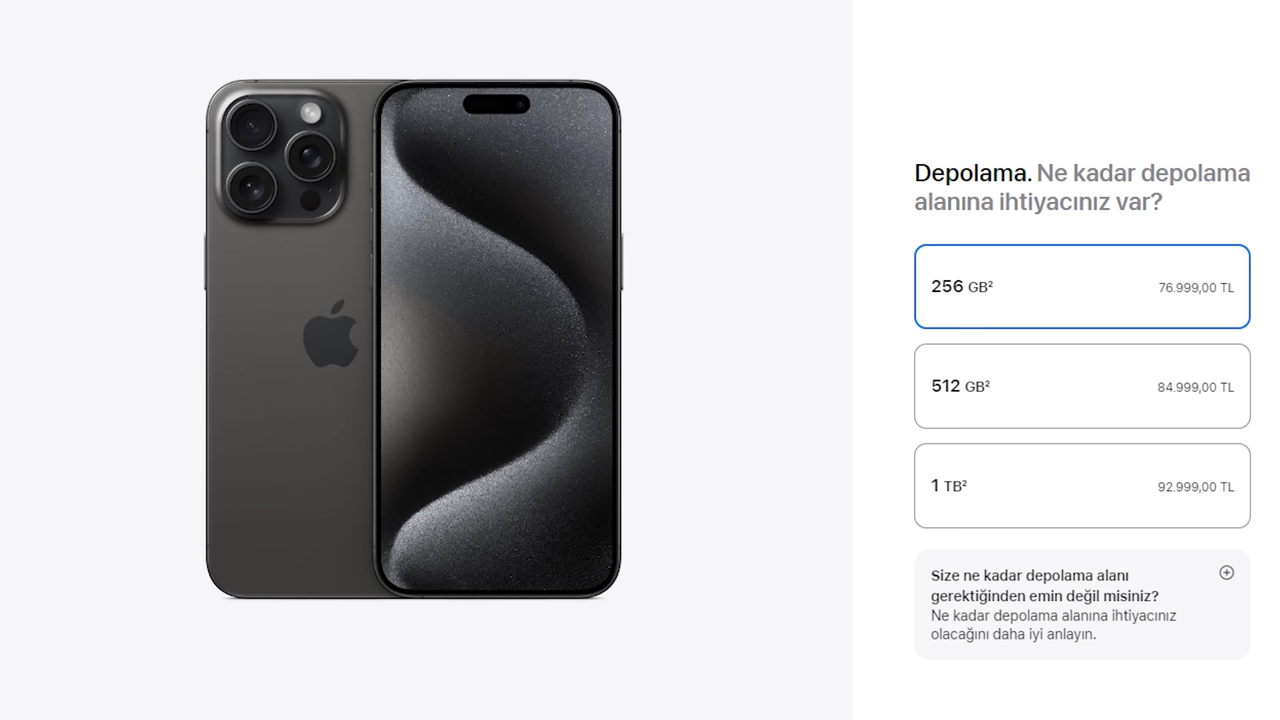 Depolama. Ne kadar depolama
alanına ihtiyacınız var?
256 GB² 76.999,00 TL
512 GB² 84.999,00 TL
1 TB² 92.999,00 TL
Size ne kadar depolama alanı
gerektiğinden emin değil misiniz?
Ne kadar depolama alanına ihtiyacınız
olacağını daha iyi anlayın.